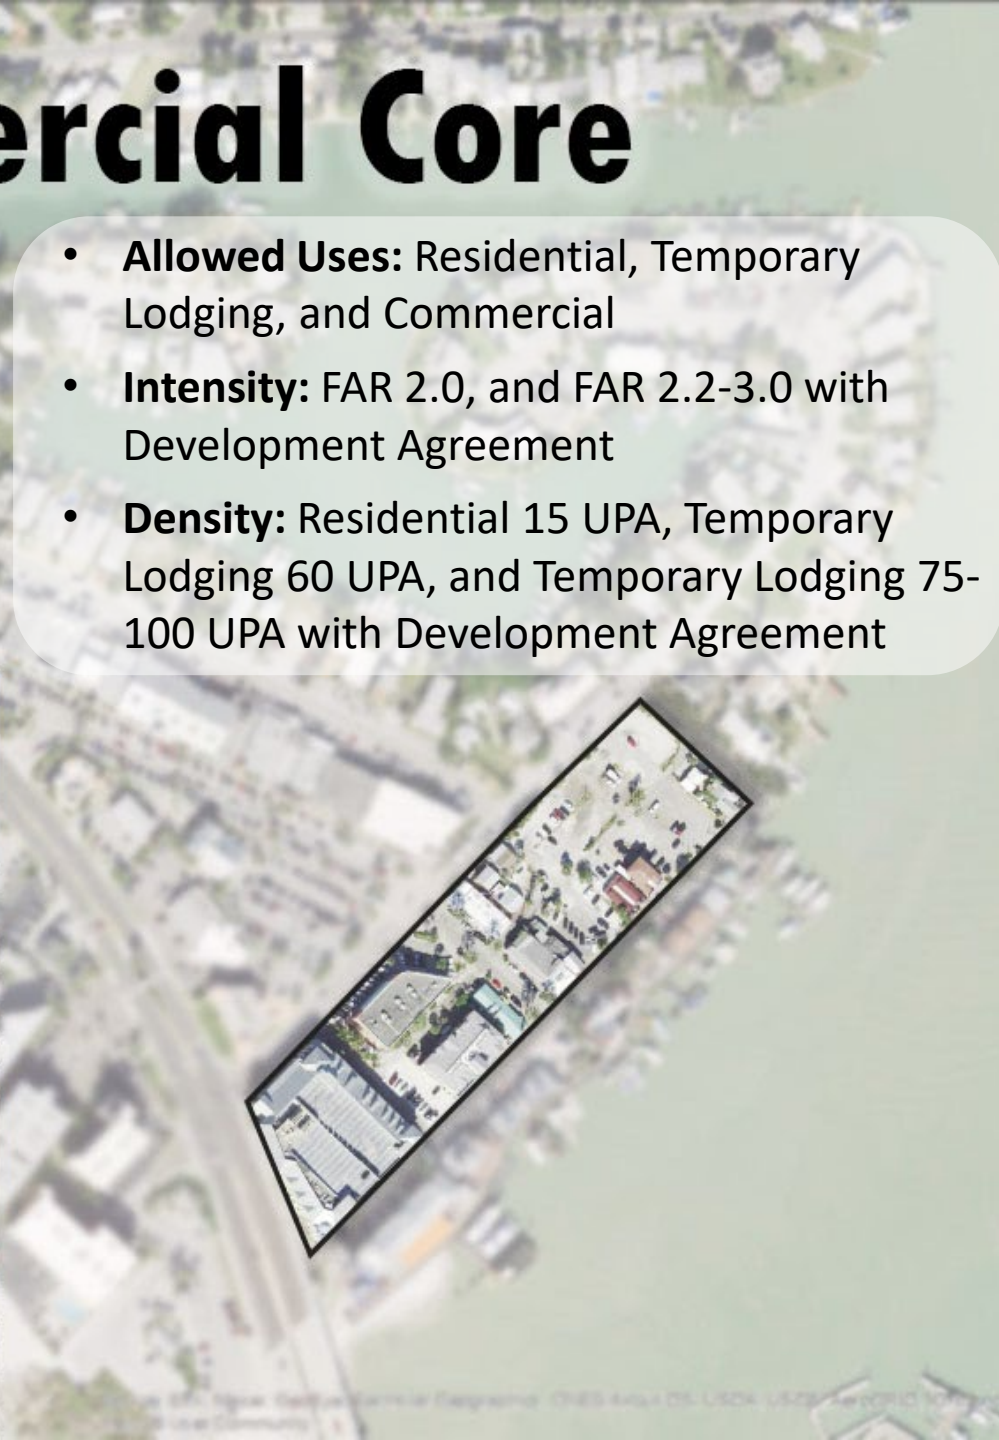 ercial Core
• Allowed Uses: Residential, Temporary
Lodging, and Commercial
• Intensity: FAR 2.0, and FAR 2.2-3.0 with
Development Agreement
• Density: Residential 15 UPA, Temporary
Lodging 60 UPA, and Temporary Lodging 75-
100 UPA with Development Agreement